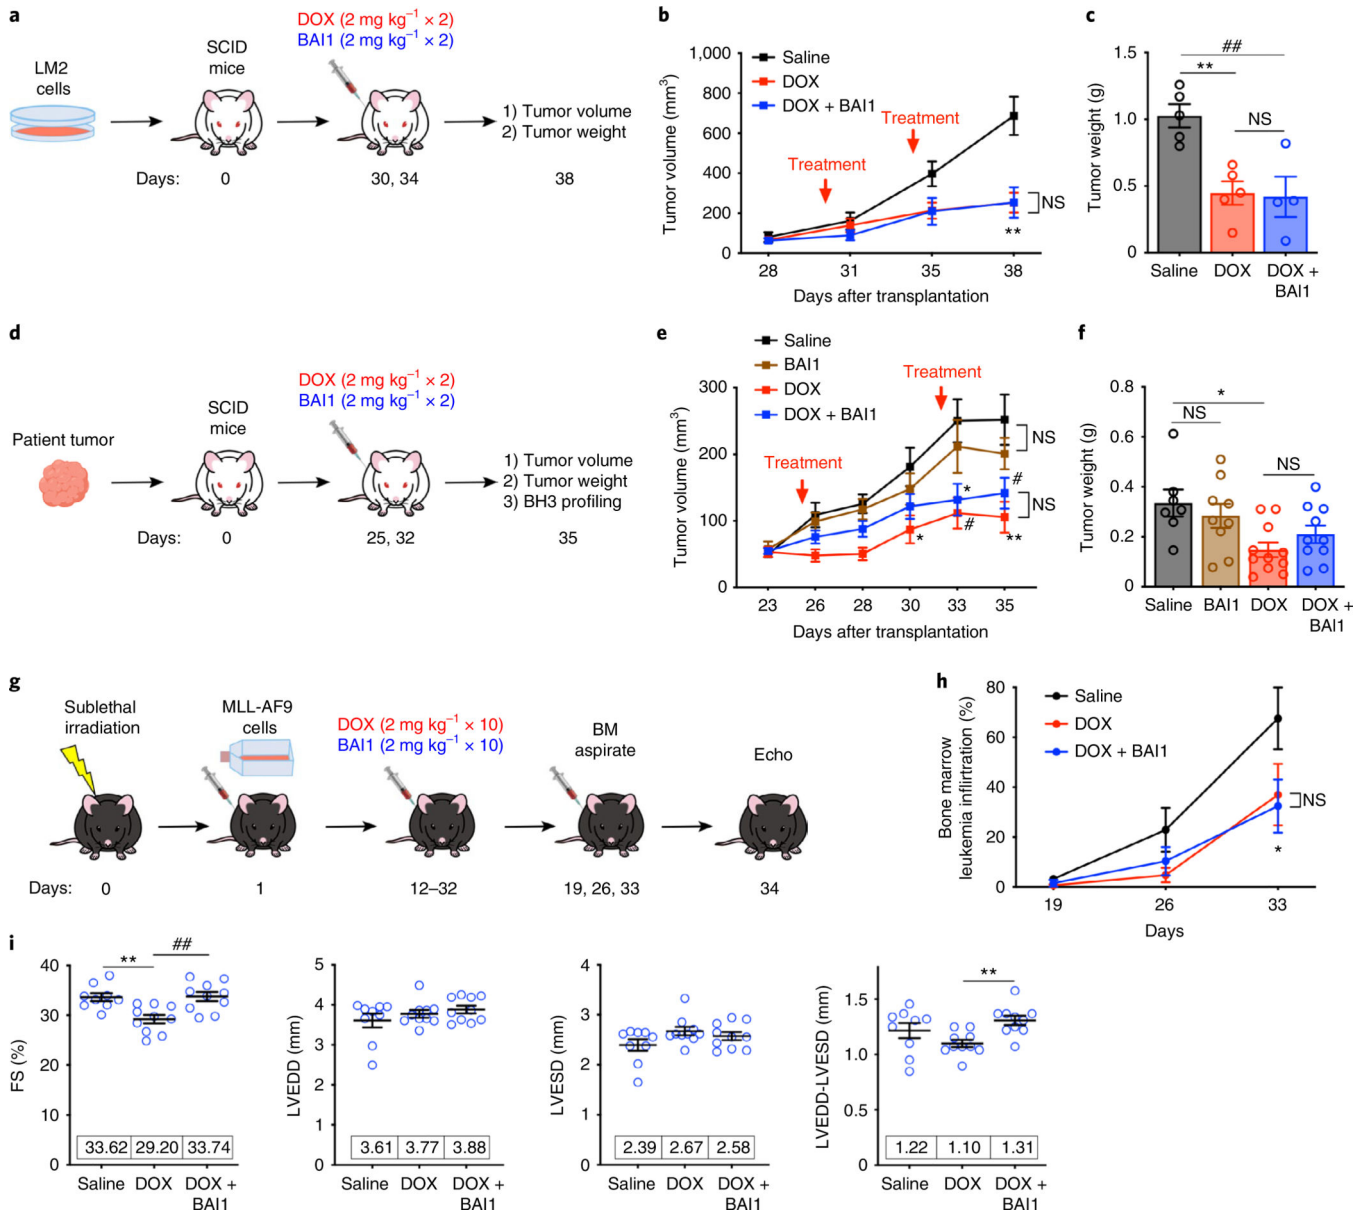 a
DOX (2 mg kg⁻¹ × 2)
BAI1 (2 mg kg⁻¹ × 2)
LM2
cells
SCID
mice
1) Tumor volume
2) Tumor weight
Days:
0
30, 34
38
b
Saline
DOX
DOX + BAI1
Treatment
Treatment
Tumor volume (mm³)
1,000
800
600
400
200
0
NS
**
28
31
35
38
Days after transplantation
c
Tumor weight (g)
1.5
1.0
0.5
0
##
**
NS
Saline
DOX
DOX +
BAI1
d
DOX (2 mg kg⁻¹ × 2)
BAI1 (2 mg kg⁻¹ × 2)
Patient tumor
SCID
mice
1) Tumor volume
2) Tumor weight
3) BH3 profiling
Days:
0
25, 32
35
e
Saline
BAI1
DOX
DOX + BAI1
Treatment
Treatment
Tumor volume (mm³)
300
200
100
0
NS
#
*
NS
*
#
**
23
26
28
30
33
35
Days after transplantation
f
Tumor weight (g)
0.8
0.6
0.4
0.2
0
*
NS
NS
Saline
BAI1
DOX
DOX +
BAI1
g
Sublethal
irradiation
MLL-AF9
cells
DOX (2 mg kg⁻¹ × 10)
BAI1 (2 mg kg⁻¹ × 10)
BM
aspirate
Echo
Days:
0
1
12–32
19, 26, 33
34
h
Saline
DOX
DOX + BAI1
Bone marrow
leukemia inflirtration (%)
80
60
40
20
0
NS
*
19
26
33
Days
i
FS (%)
40
30
20
10
0
**
##
33.62 29.20 33.74
Saline DOX DOX +
BAI1
LVEDD (mm)
5
4
3
2
1
0
3.61 3.77 3.88
Saline DOX DOX +
BAI1
LVESD (mm)
4
3
2
1
0
2.39 2.67 2.58
Saline DOX DOX +
BAI1
LVEDD-LVESD (mm)
1.5
1.0
0.5
0
**
1.22 1.10 1.31
Saline DOX DOX +
BAI1